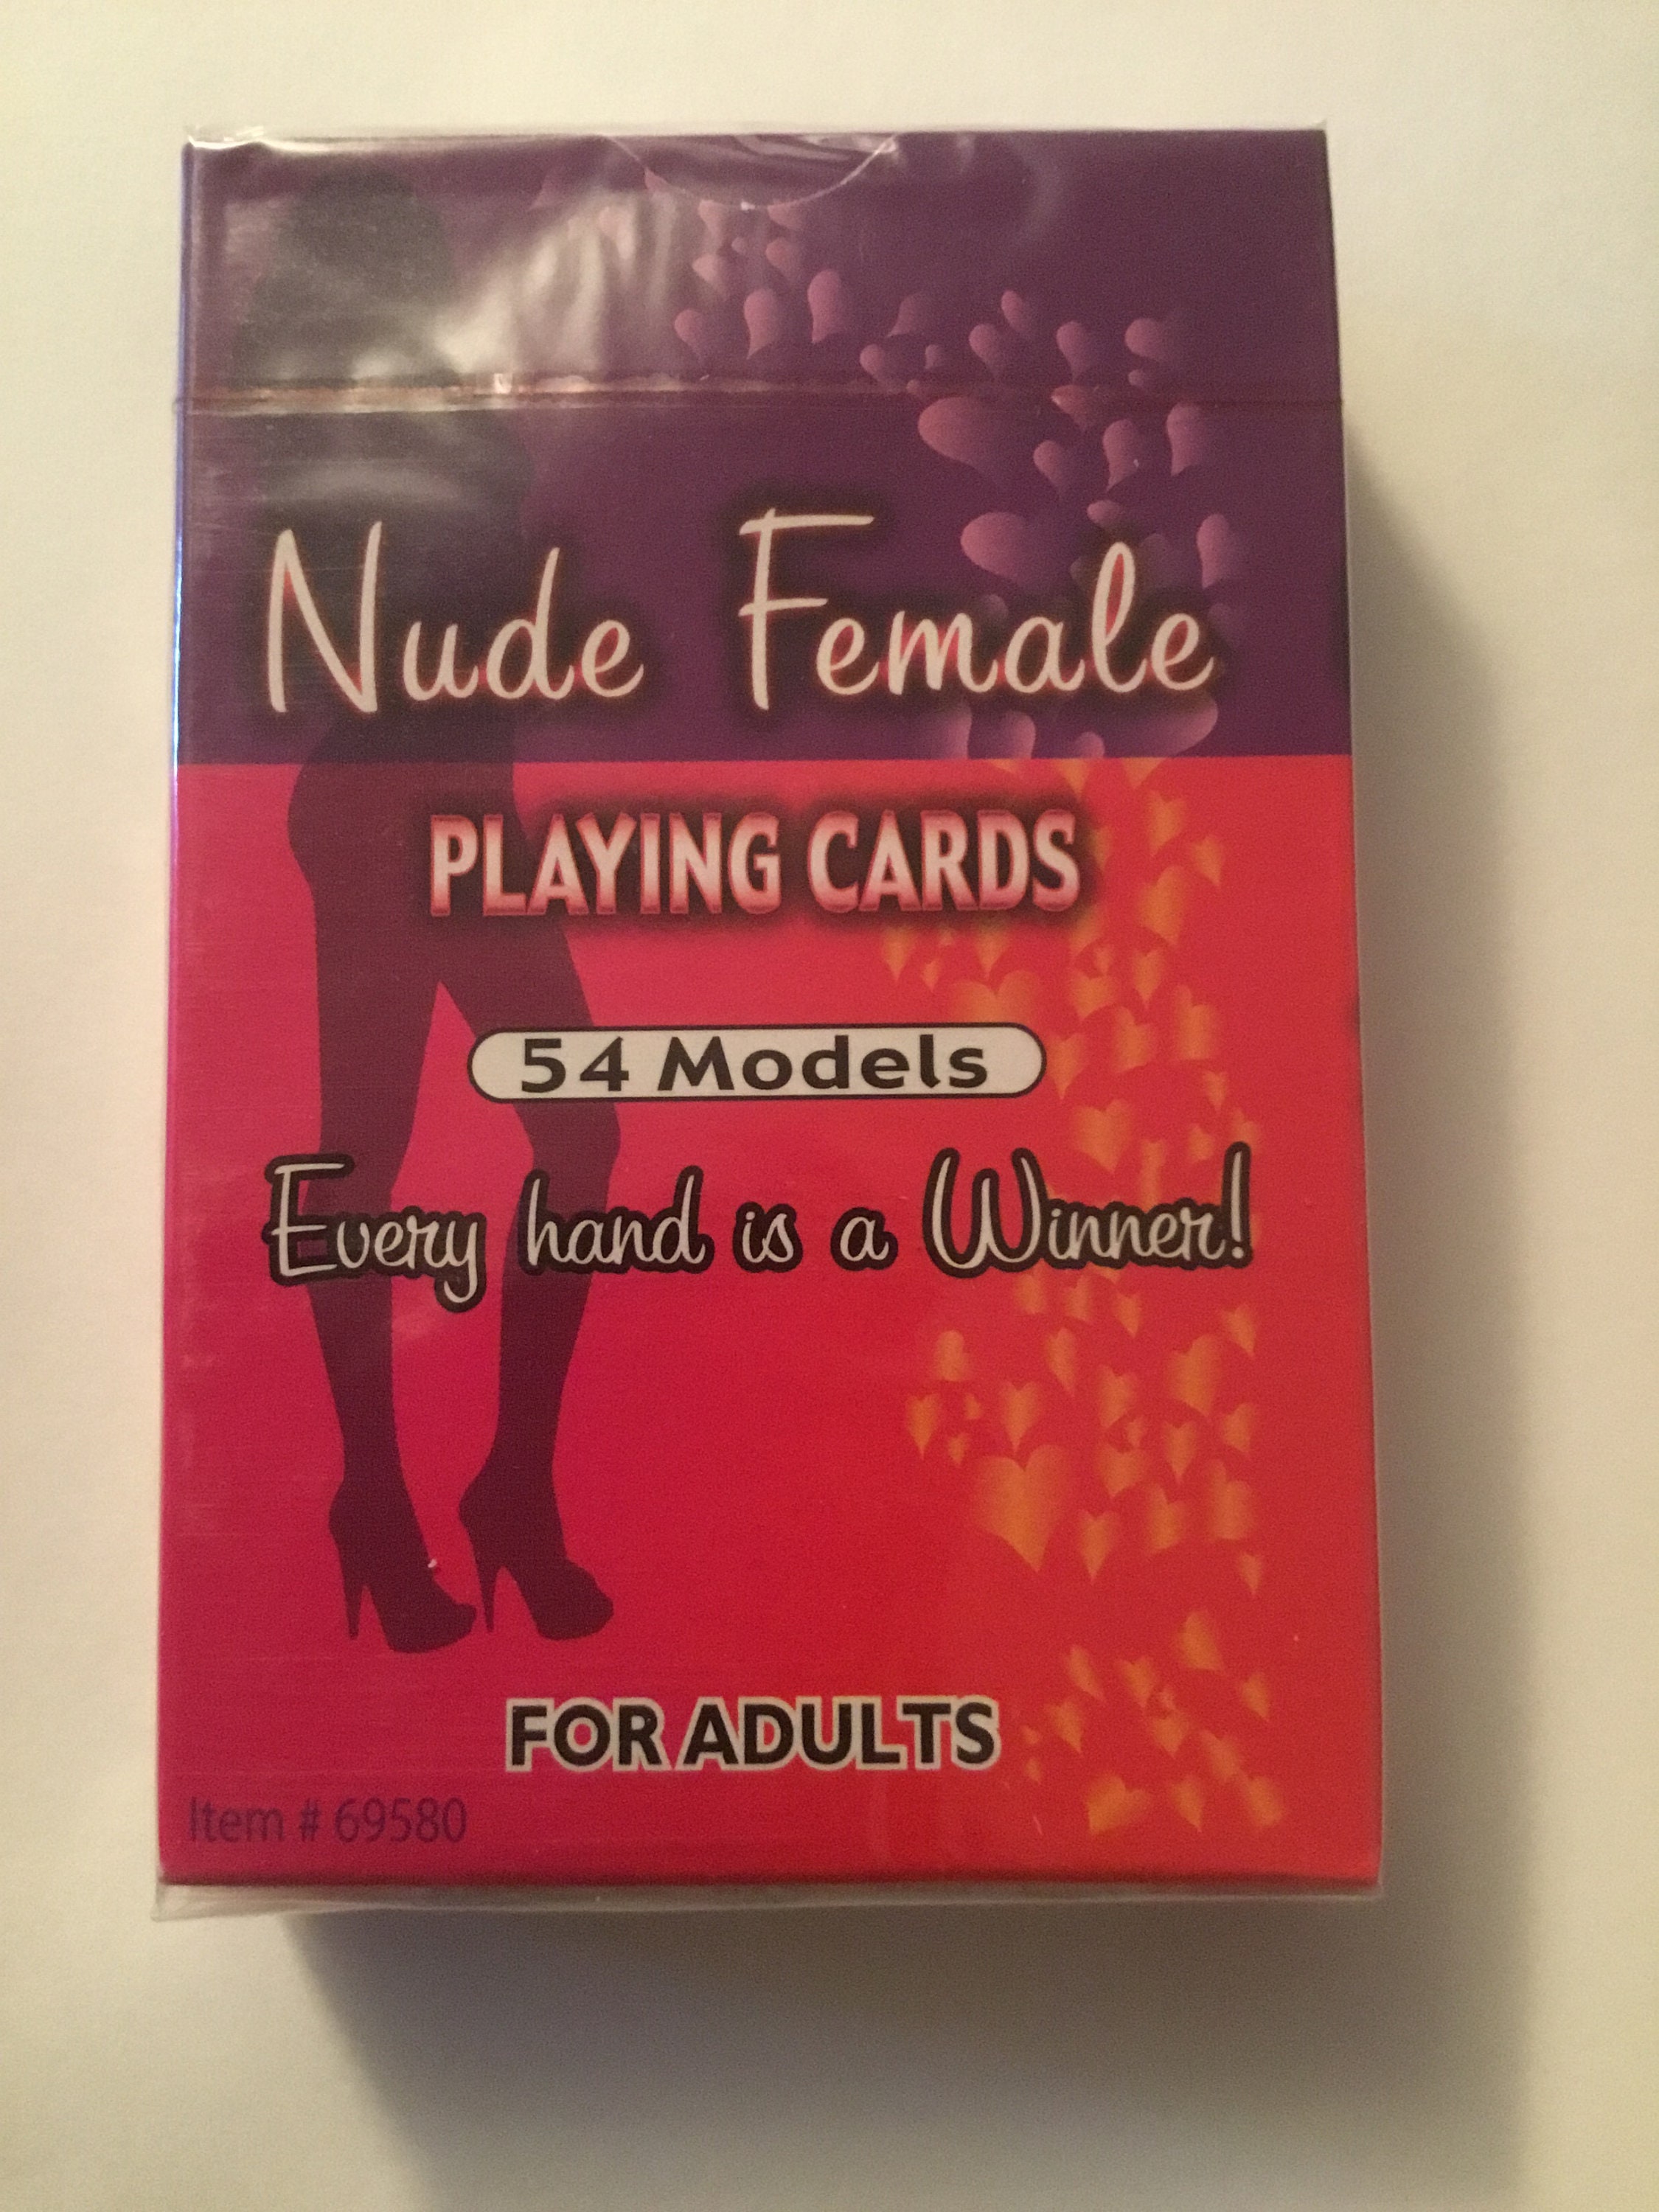 Nude Female
PLAYING CARDS
54 Models
Every hand is a Winner!
FOR ADULTS
Item # 69580